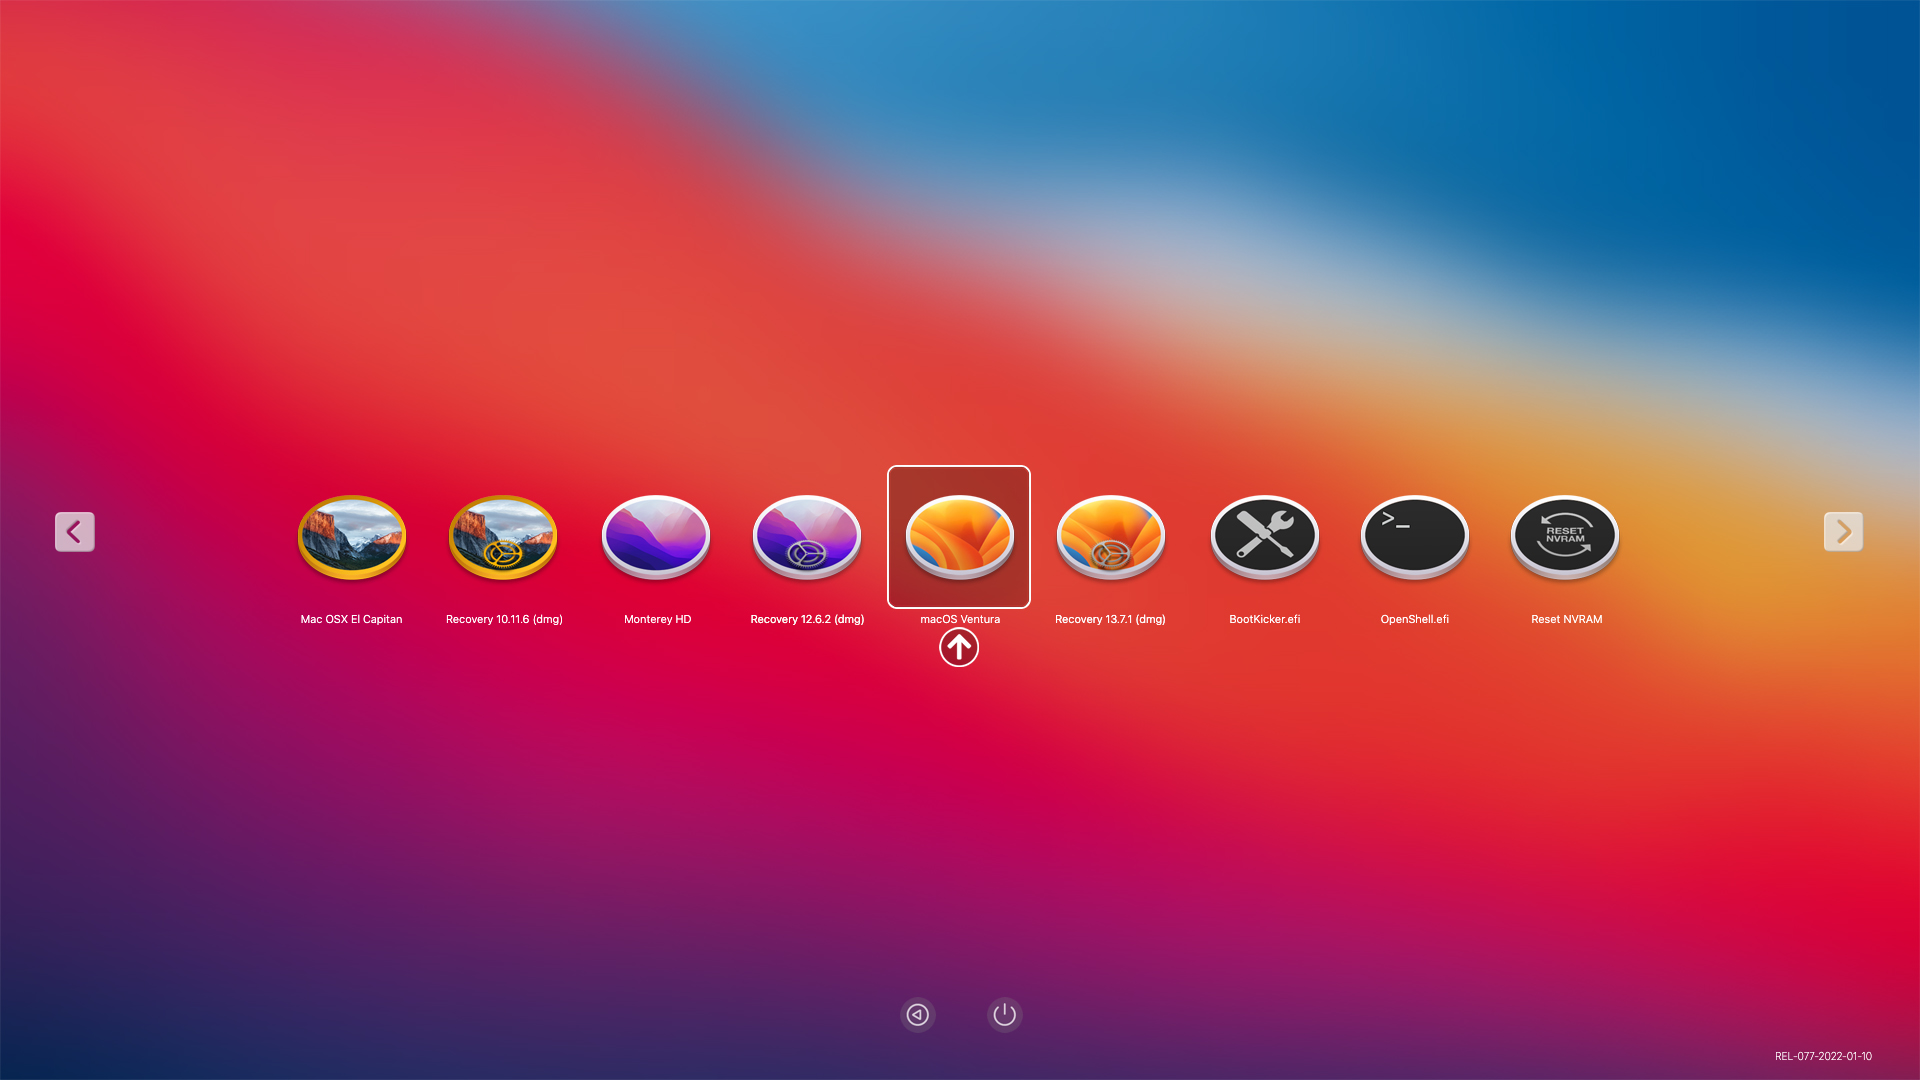 >_
RESET
NVRAM
Mac OSX El Capitan
Recovery 10.11.6 (dmg)
Monterey HD
Recovery 12.6.2 (dmg)
macOS Ventura
Recovery 13.7.1 (dmg)
BootKicker.efi
OpenShell.efi
Reset NVRAM
REL-077-2022-01-10